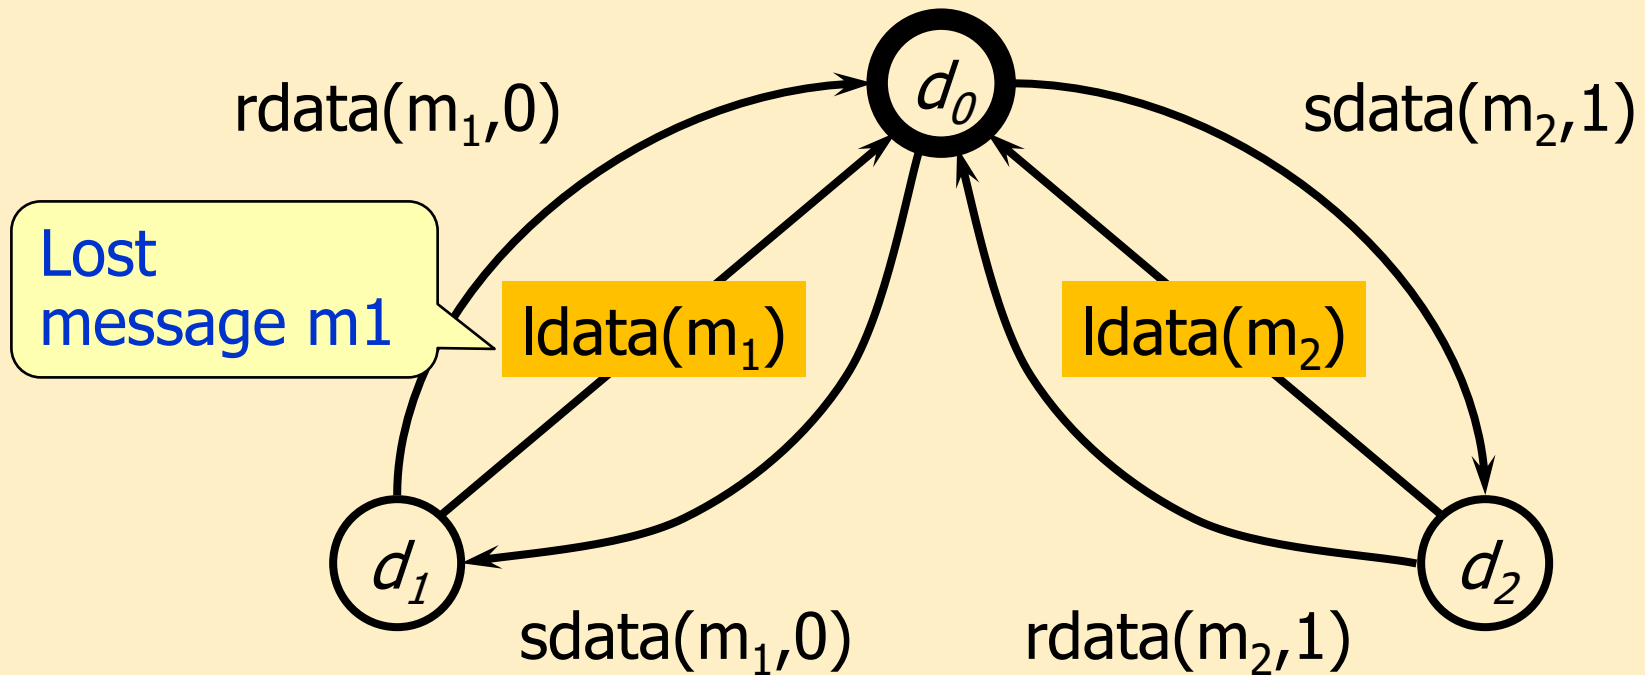 d₀
rdata(m₁,0)
sdata(m₂,1)
Lost
message m1
ldata(m₁)
ldata(m₂)
d₁
d₂
sdata(m₁,0)
rdata(m₂,1)